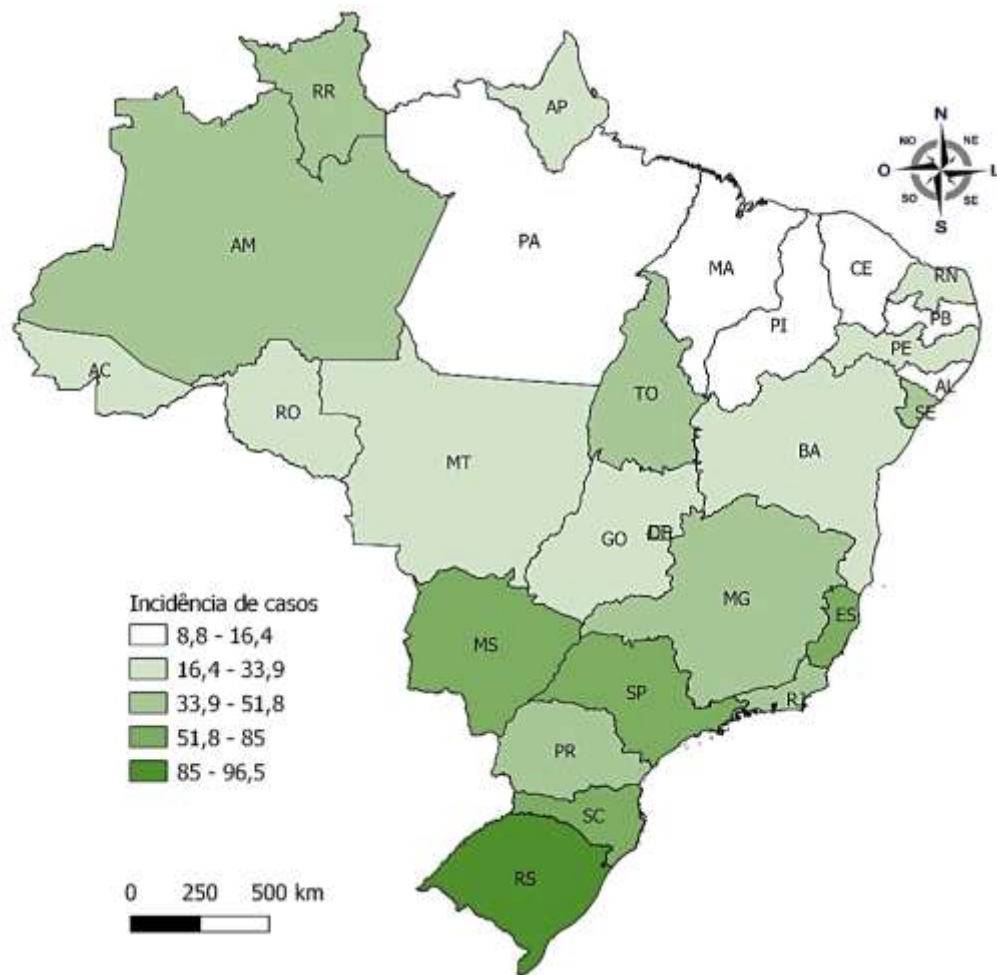 RR
AP
N
NO
NE
O
L
SO
SE
S
AM
PA
MA
CE
RN
PI
PB
PE
AC
TO
AL
RO
SE
MT
BA
GO
DF
MG
Incidência de casos
8,8 - 16,4
16,4 - 33,9
33,9 - 51,8
51,8 - 85
85 - 96,5
MS
ES
SP
RJ
PR
SC
RS
0 250 500 km